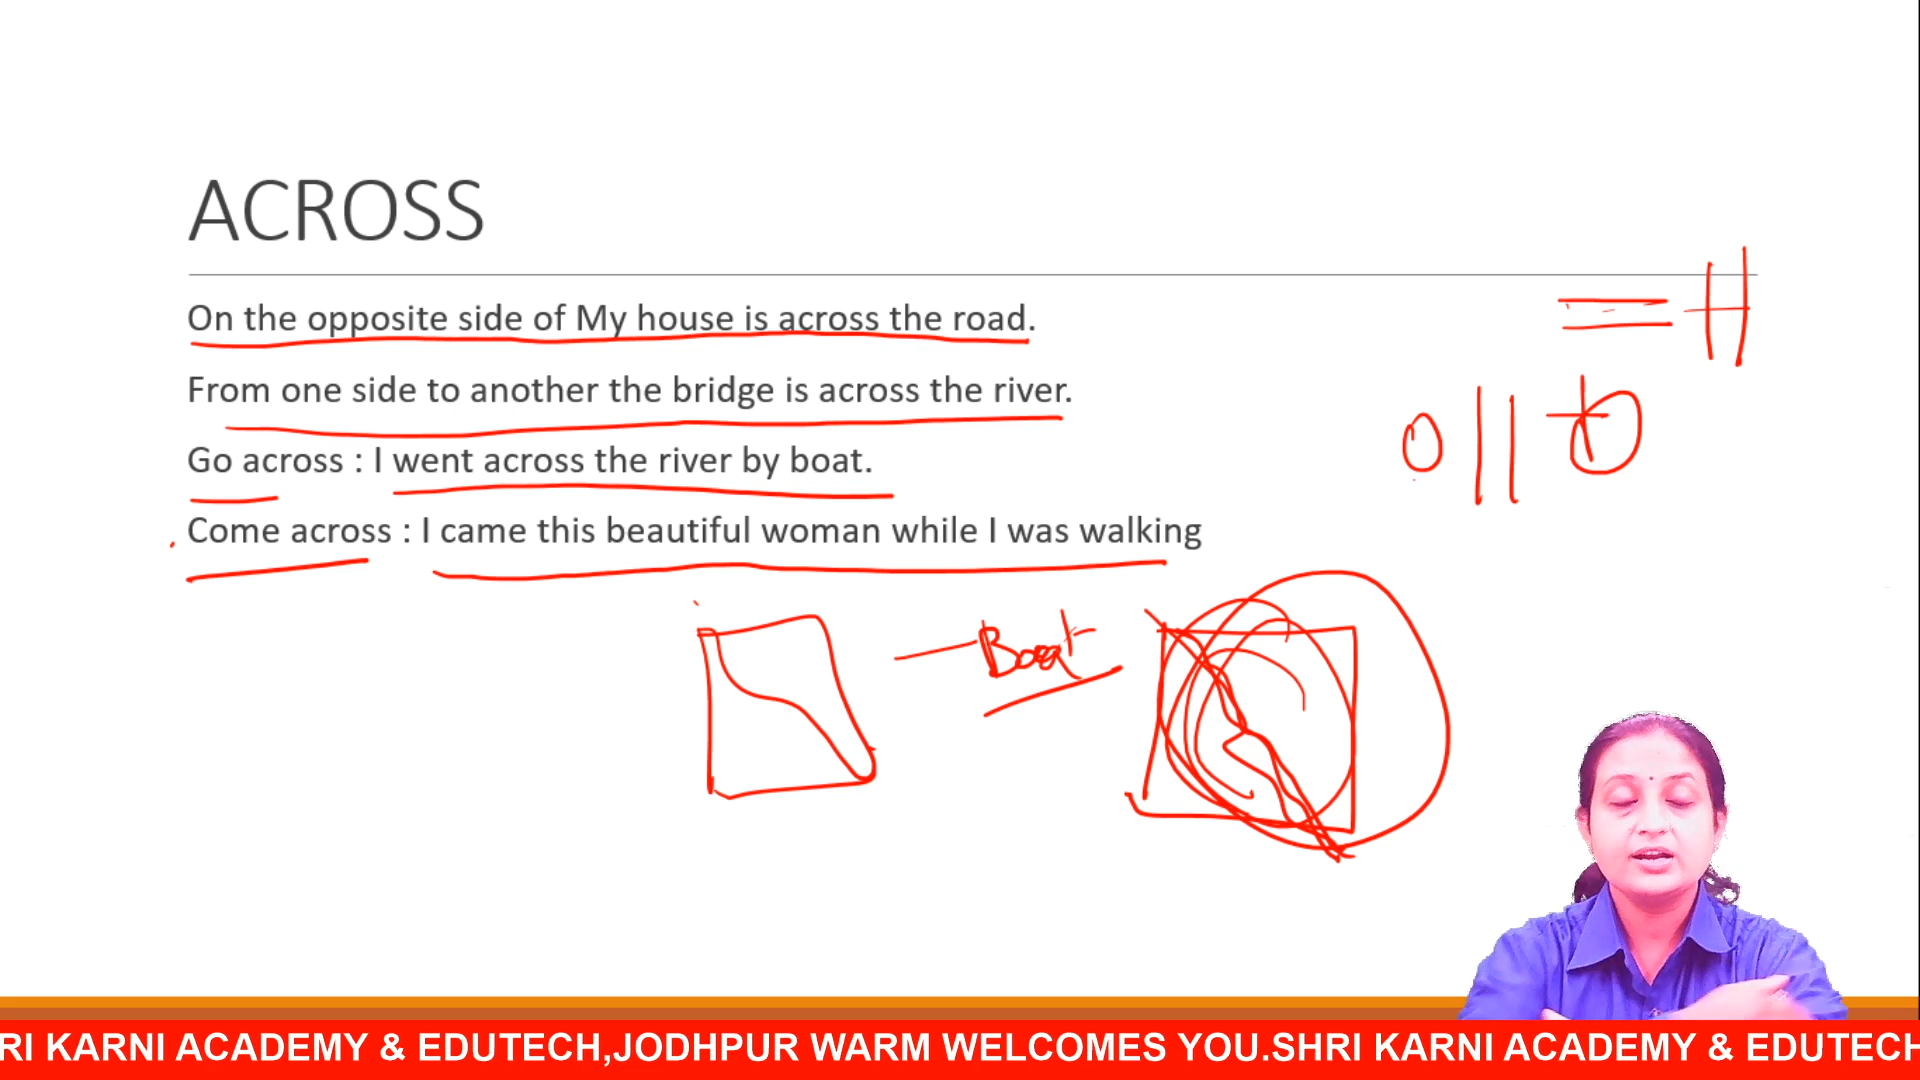 ACROSS
On the opposite side of My house is across the road.
From one side to another the bridge is across the river.
Go across : I went across the river by boat.
Come across : I came this beautiful woman while I was walking
Boat
RI KARNI ACADEMY & EDUTECH,JODHPUR WARM WELCOMES YOU.SHRI KARNI ACADEMY & EDUTECH